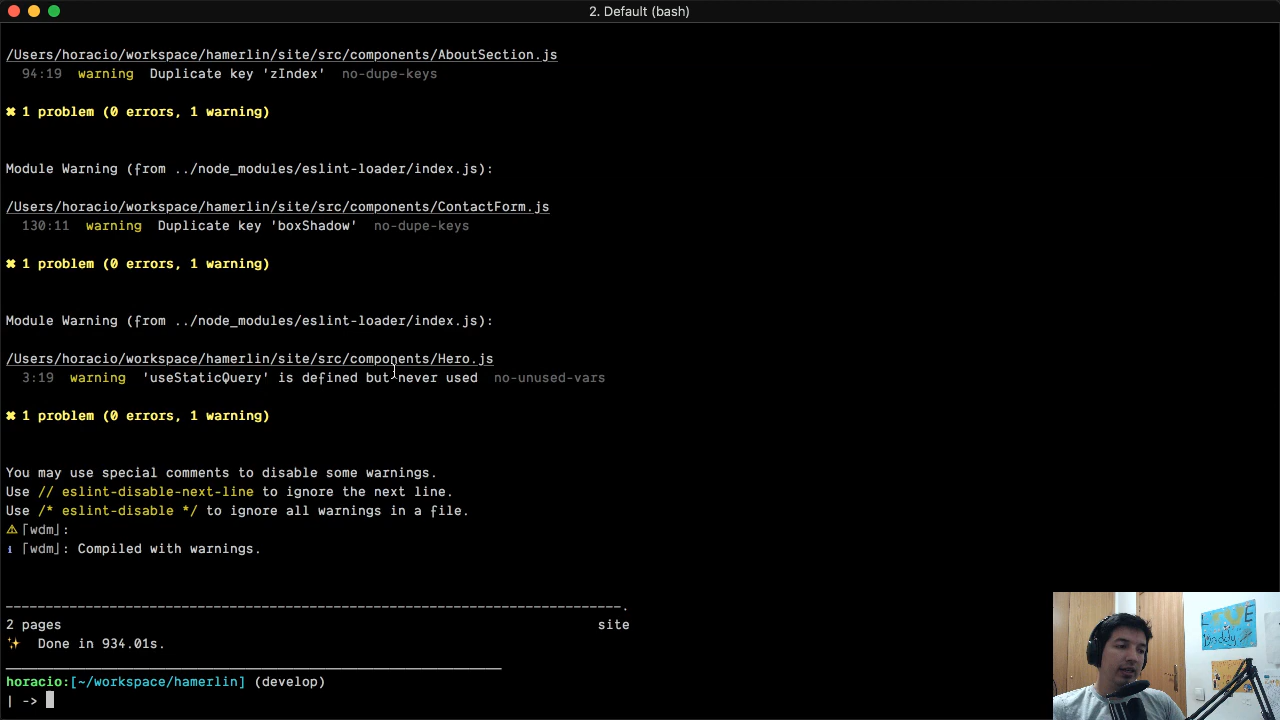 2. Default (bash)
/Users/horacio/workspace/hamerlin/site/src/components/AboutSection.js
94:19 warning Duplicate key 'zIndex' no-dupe-keys
✖ 1 problem (0 errors, 1 warning)
Module Warning (from ../node_modules/eslint-loader/index.js):
/Users/horacio/workspace/hamerlin/site/src/components/ContactForm.js
130:11 warning Duplicate key 'boxShadow' no-dupe-keys
✖ 1 problem (0 errors, 1 warning)
Module Warning (from ../node_modules/eslint-loader/index.js):
/Users/horacio/workspace/hamerlin/site/src/components/Hero.js
3:19 warning 'useStaticQuery' is defined but never used no-unused-vars
✖ 1 problem (0 errors, 1 warning)
You may use special comments to disable some warnings.
Use // eslint-disable-next-line to ignore the next line.
Use /* eslint-disable */ to ignore all warnings in a file.
⚠ ｢wdm｣:
ℹ ｢wdm｣: Compiled with warnings.
2 pages site
✨ Done in 934.01s.
horacio:[~/workspace/hamerlin] (develop)
| ->